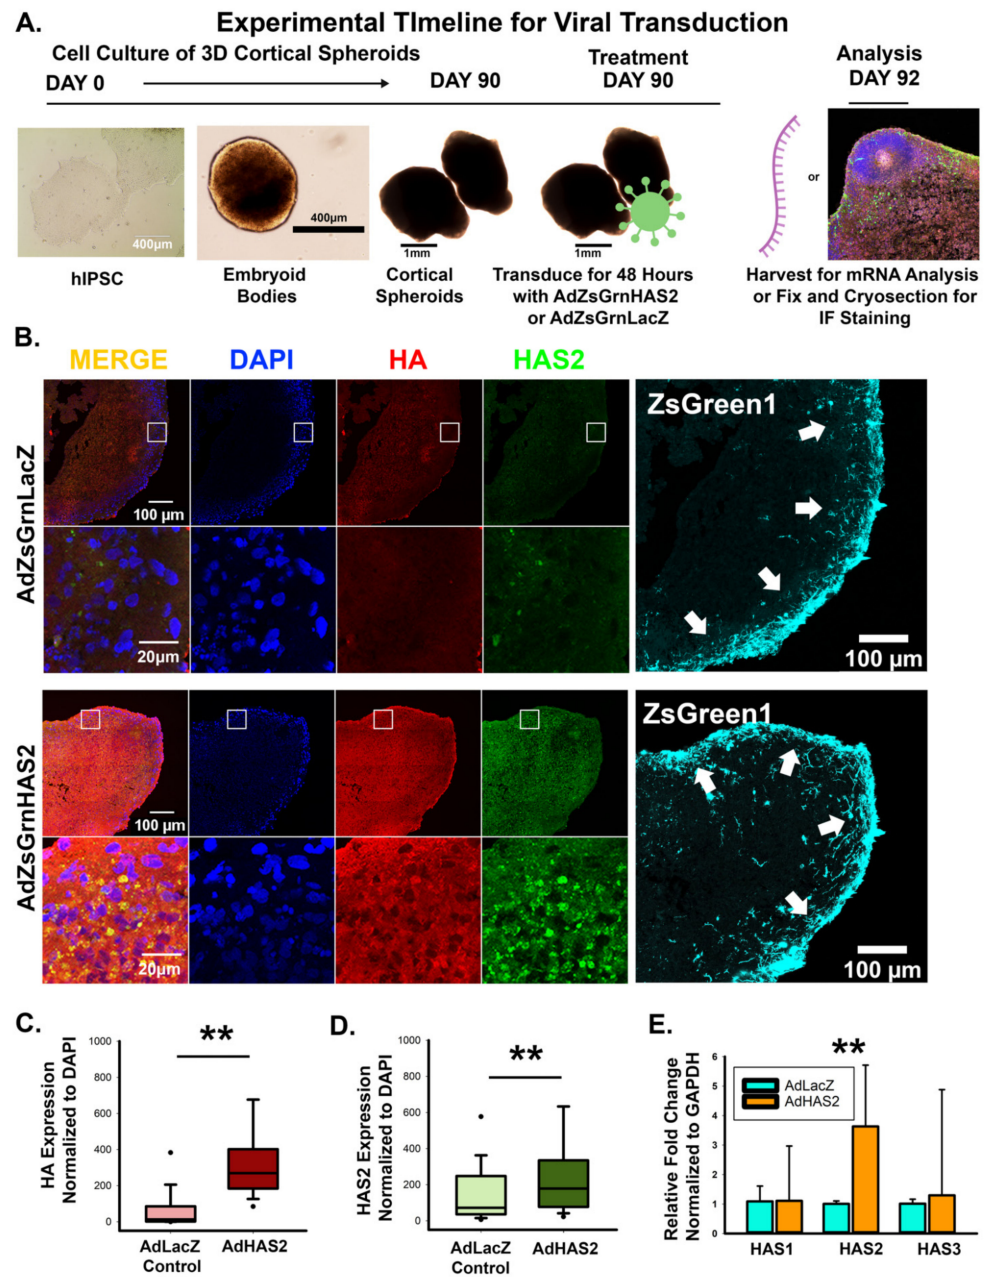 A.
Experimental TImeline for Viral Transduction
Cell Culture of 3D Cortical Spheroids
DAY 0
DAY 90
Treatment
DAY 90
Analysis
DAY 92
400µm
400µm
1mm
1mm
or
hIPSC
Embryoid
Bodies
Cortical
Spheroids
Transduce for 48 Hours
with AdZsGrnHAS2
or AdZsGrnLacZ
Harvest for mRNA Analysis
or Fix and Cryosection for
IF Staining
B.
MERGE
DAPI
HA
HAS2
AdZsGrnLacZ
100 µm
20µm
ZsGreen1
100 µm
AdZsGrnHAS2
100 µm
20µm
ZsGreen1
100 µm
C.
HA Expression
Normalized to DAPI
1000
800
600
400
200
0
**
AdLacZ
Control
AdHAS2
D.
HAS2 Expression
Normalized to DAPI
1000
800
600
400
200
0
**
AdLacZ
Control
AdHAS2
E.
Relative Fold Change
Normalized to GAPDH
6
5
4
3
2
1
0
**
AdLacZ
AdHAS2
HAS1
HAS2
HAS3